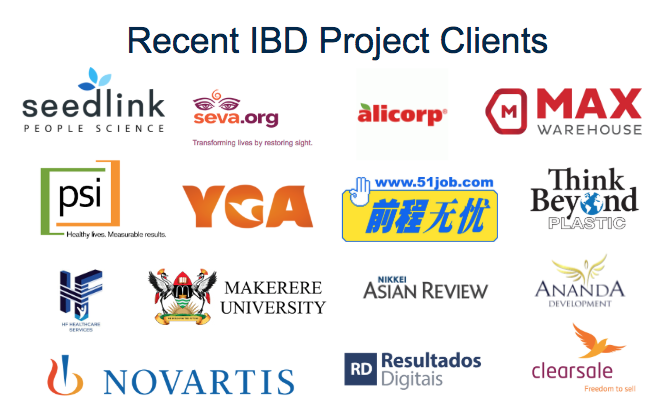 Recent IBD Project Clients
seedlink
PEOPLE SCIENCE
seva.org
Transforming lives by restoring sight.
alicorp
M
MAX
WAREHOUSE
psi
Healthy lives. Measurable results.
YGA
www.51job.com
前程无忧
Think
Beyond
PLASTIC
HF HEALTHCARE
SERVICES
MAKERERE
UNIVERSITY
NIKKEI
ASIAN REVIEW
ANANDA
DEVELOPMENT
NOVARTIS
RD
Resultados
Digitais
clearsale
Freedom to sell